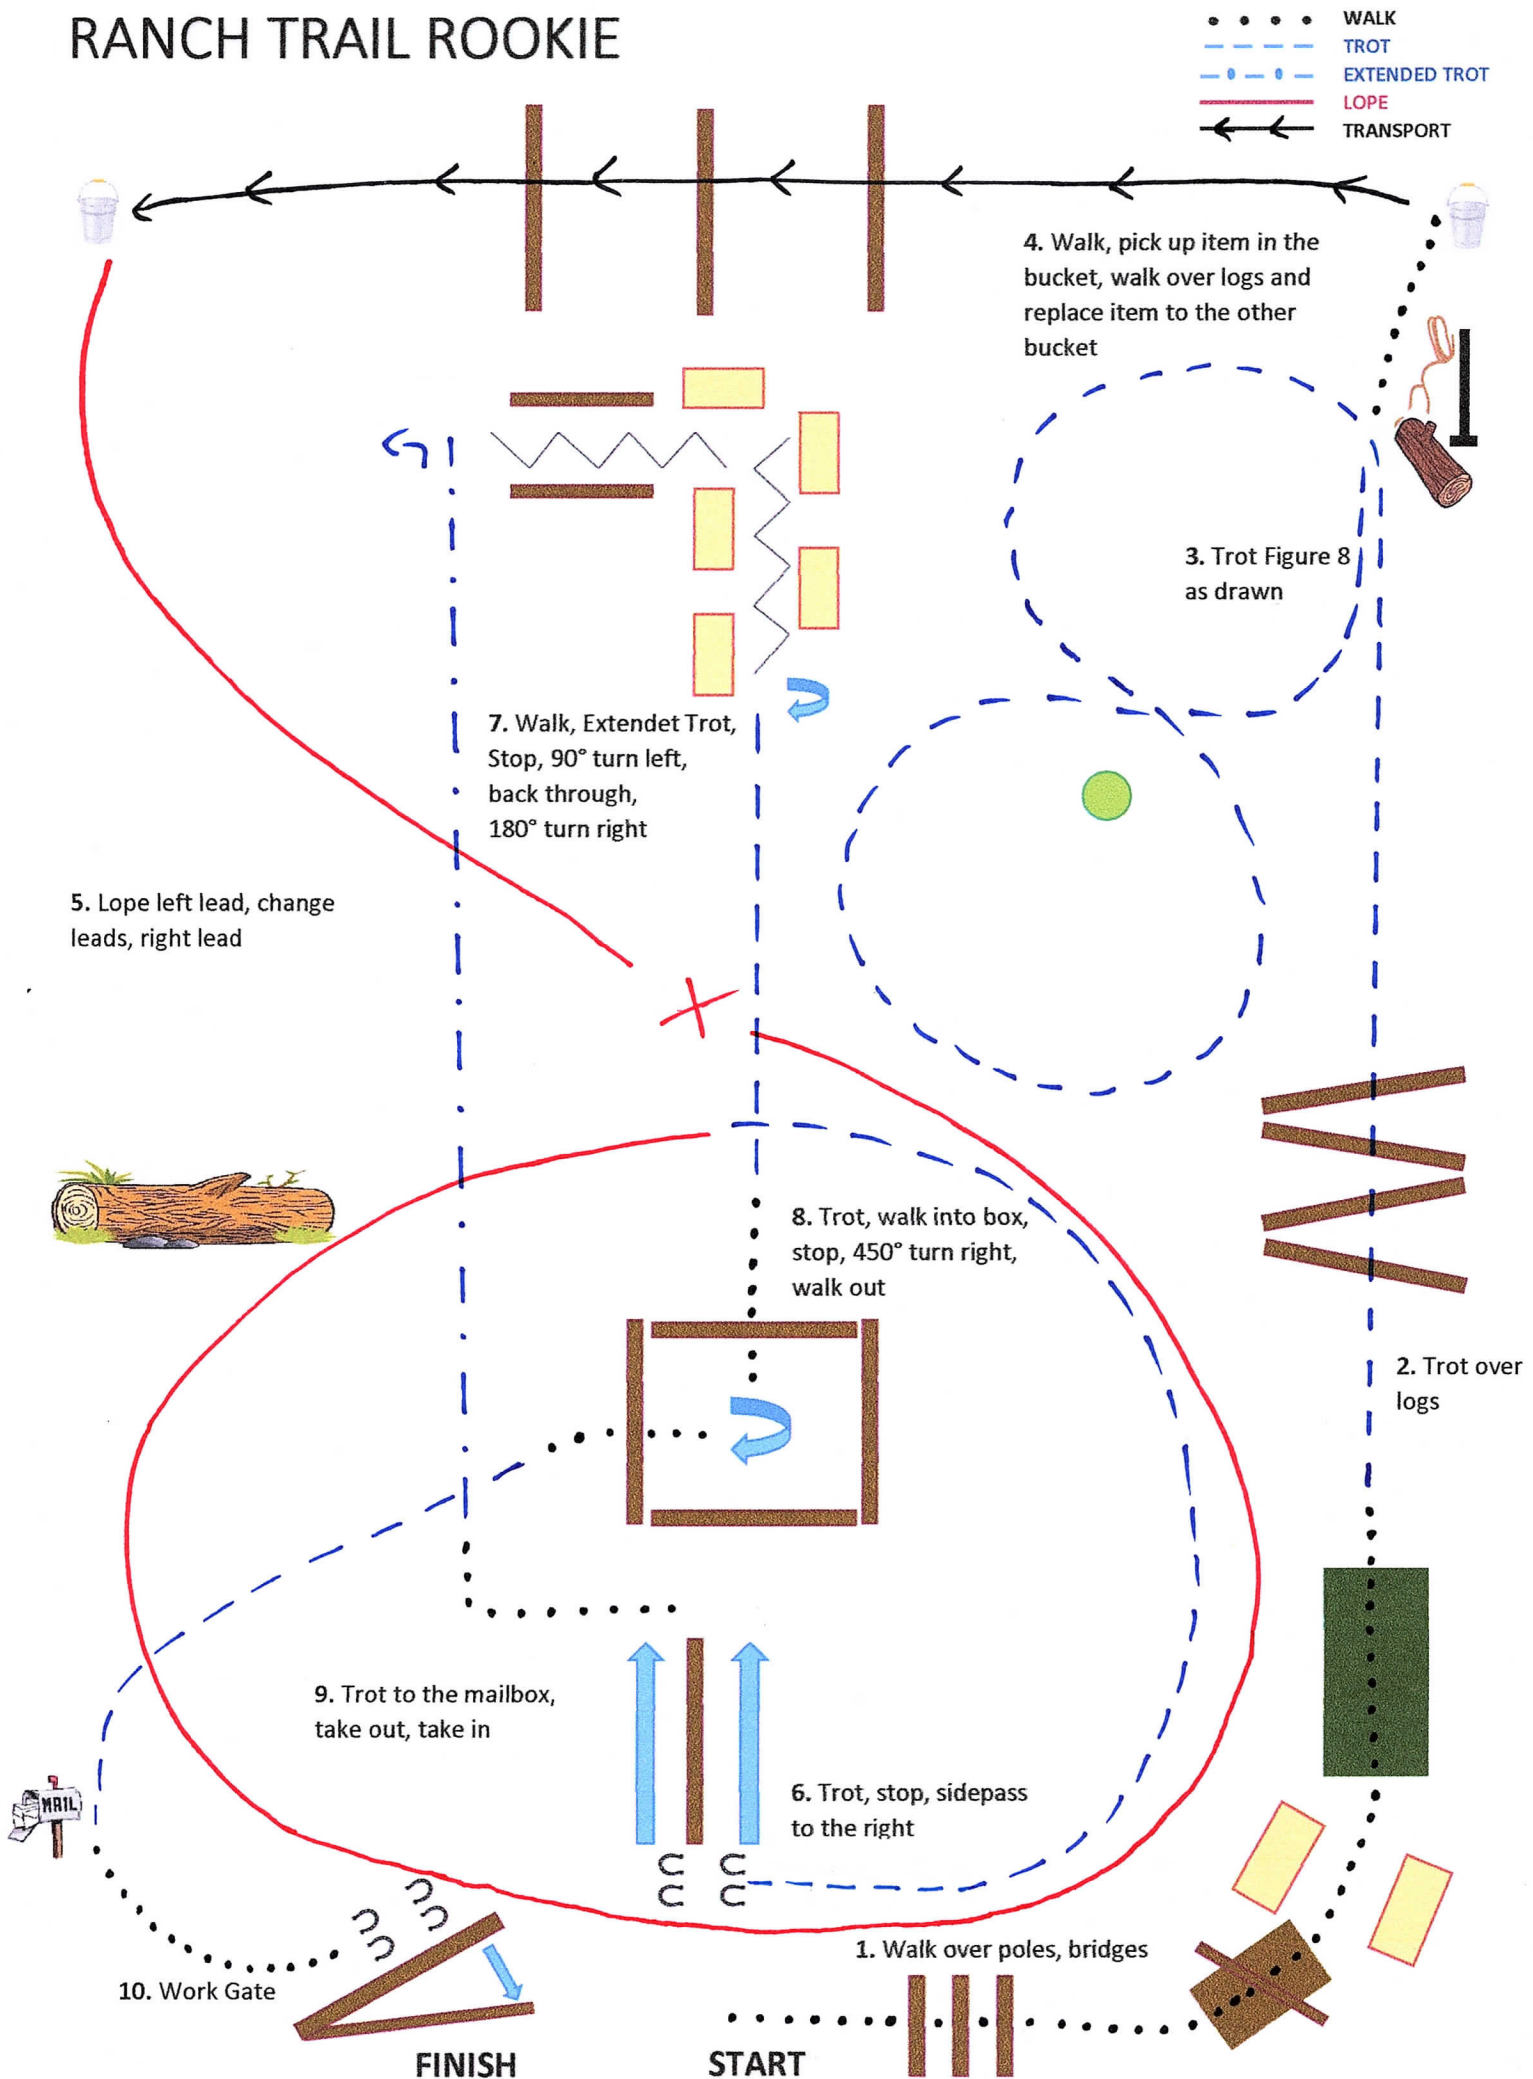 RANCH TRAIL ROOKIE
WALK
TROT
EXTENDED TROT
LOPE
TRANSPORT
4. Walk, pick up item in the
bucket, walk over logs and
replace item to the other
bucket
3. Trot Figure 8
as drawn
7. Walk, Extendet Trot,
Stop, 90° turn left,
back through,
180° turn right
5. Lope left lead, change
leads, right lead
8. Trot, walk into box,
stop, 450° turn right,
walk out
2. Trot over
logs
9. Trot to the mailbox,
take out, take in
MAIL
6. Trot, stop, sidepass
to the right
1. Walk over poles, bridges
10. Work Gate
FINISH
START